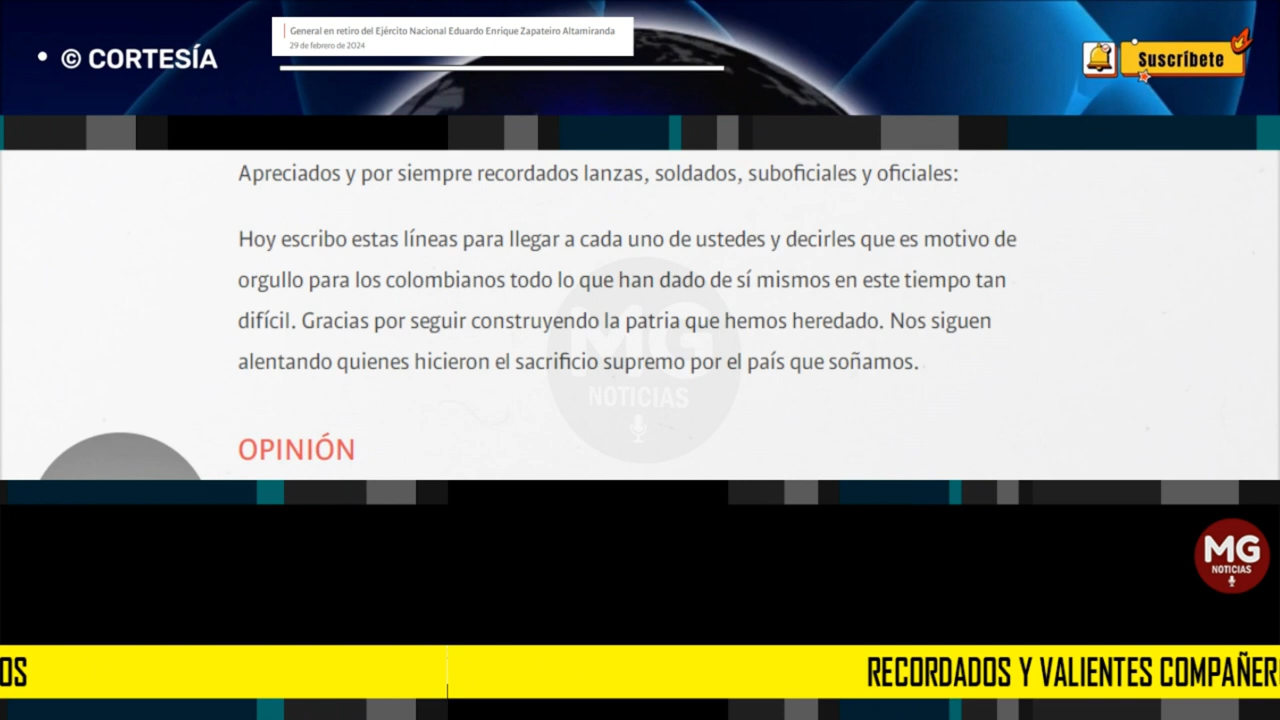 • © CORTESÍA
General en retiro del Ejército Nacional Eduardo Enrique Zapateiro Altamiranda
29 de febrero de 2024
Suscríbete
Apreciados y por siempre recordados lanzas, soldados, suboficiales y oficiales:
Hoy escribo estas líneas para llegar a cada uno de ustedes y decirles que es motivo de
orgullo para los colombianos todo lo que han dado de sí mismos en este tiempo tan
difícil. Gracias por seguir construyendo la patria que hemos heredado. Nos siguen
alentando quienes hicieron el sacrificio supremo por el país que soñamos.
MG
NOTICIAS
OPINIÓN
MG
NOTICIAS
OS
RECORDADOS Y VALIENTES COMPAÑER